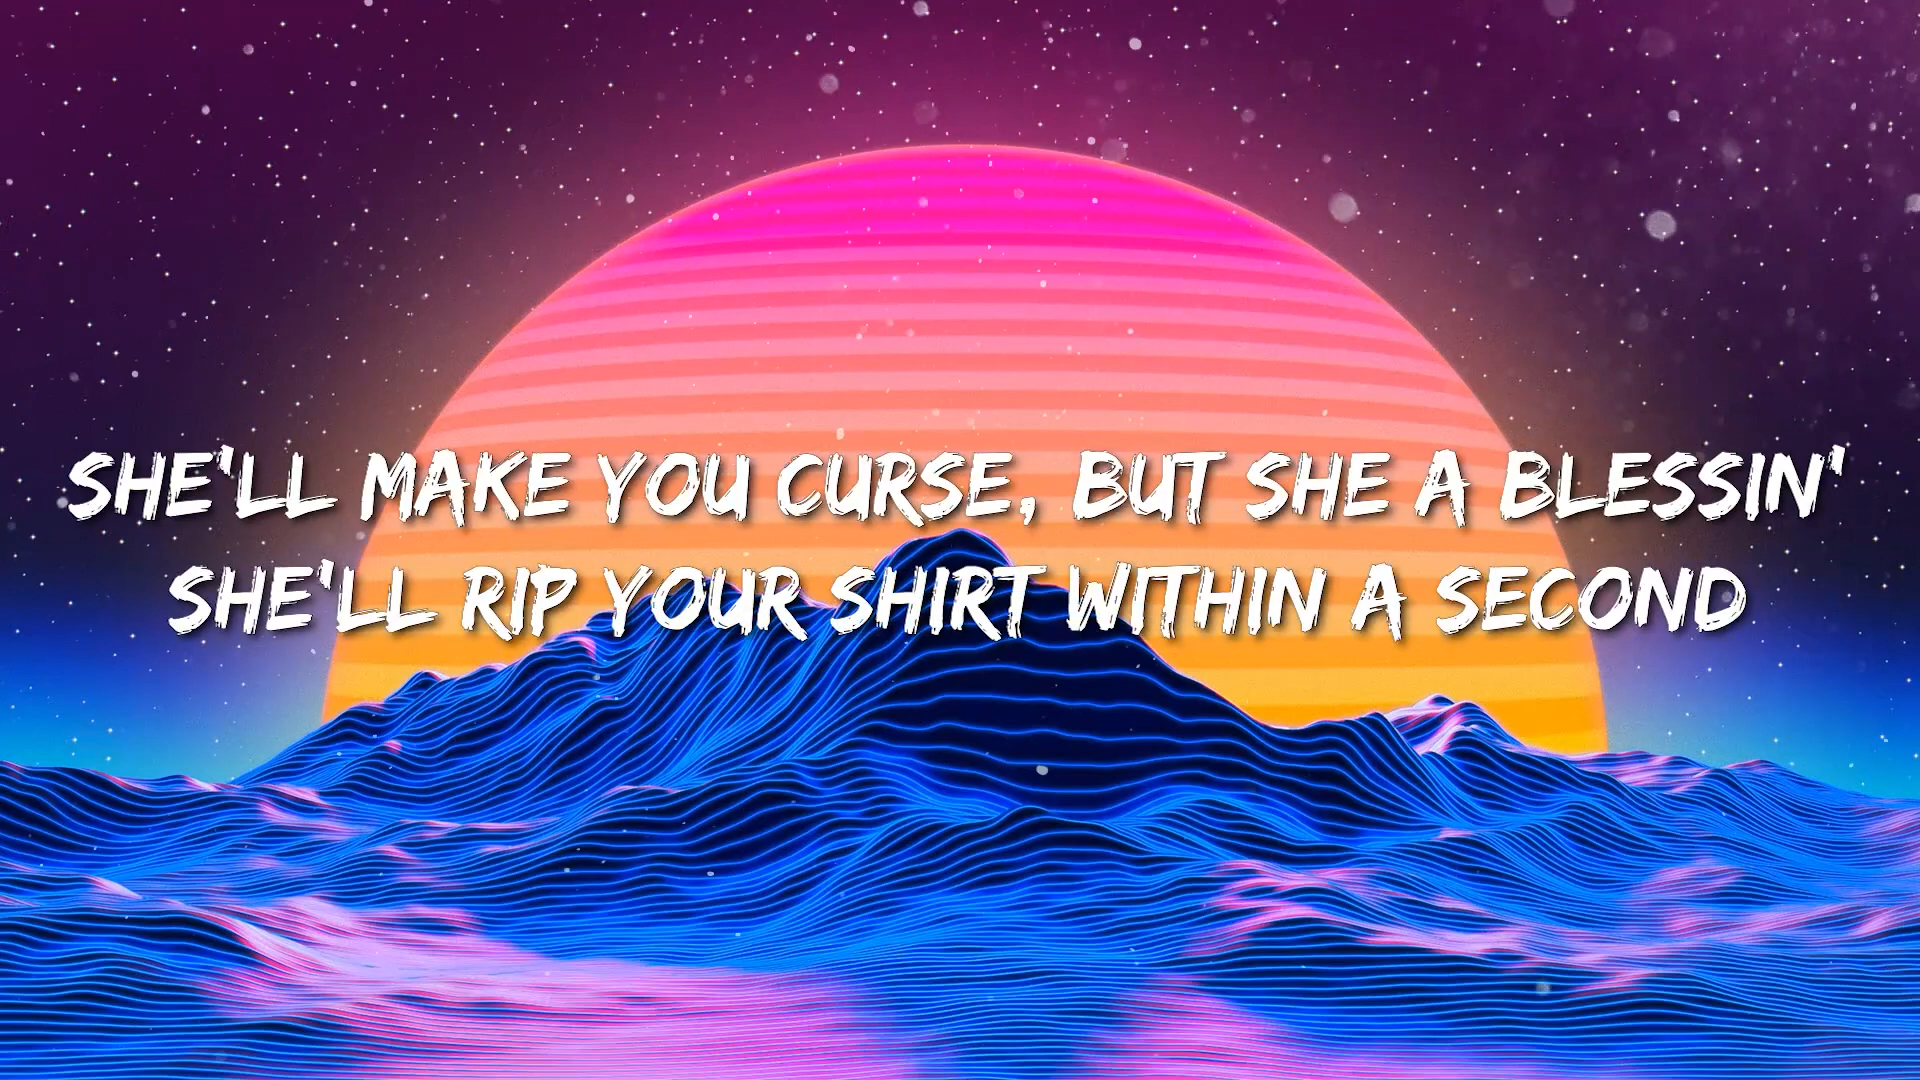 SHE'LL MAKE YOU CURSE, BUT SHE A BLESSIN'
SHE'LL RIP YOUR SHIRT WITHIN A SECOND